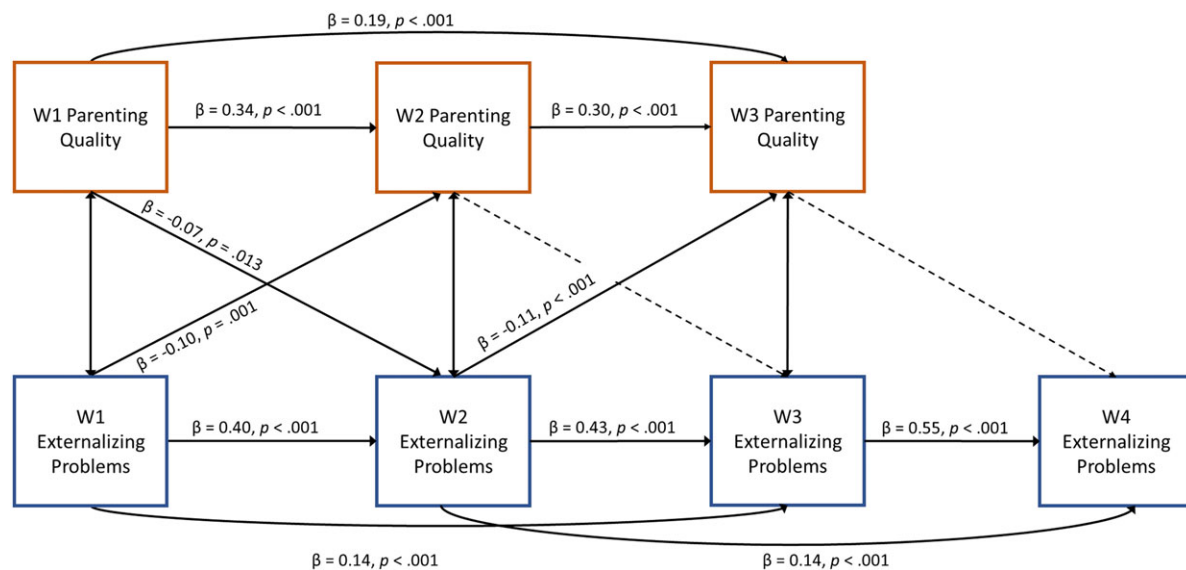 β = 0.19, p < .001
W1 Parenting
Quality
β = 0.34, p < .001
W2 Parenting
Quality
β = 0.30, p < .001
W3 Parenting
Quality
β = -0.07, p = .013
β = -0.10, p = .001
β = -0.11, p < .001
W1
Externalizing
Problems
β = 0.40, p < .001
W2
Externalizing
Problems
β = 0.43, p < .001
W3
Externalizing
Problems
β = 0.55, p < .001
W4
Externalizing
Problems
β = 0.14, p < .001
β = 0.14, p < .001